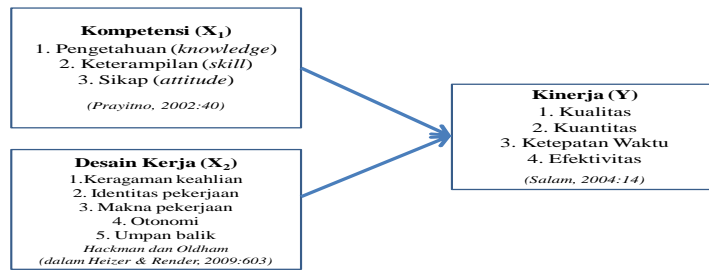 Kompetensi (X₁)
1. Pengetahuan (knowledge)
2. Keterampilan (skill)
3. Sikap (attitude)
(Prayitno, 2002:40)
Desain Kerja (X₂)
1.Keragaman keahlian
2. Identitas pekerjaan
3. Makna pekerjaan
4. Otonomi
5. Umpan balik
Hackman dan Oldham
(dalam Heizer & Render, 2009:603)
Kinerja (Y)
1. Kualitas
2. Kuantitas
3. Ketepatan Waktu
4. Efektivitas
(Salam, 2004:14)